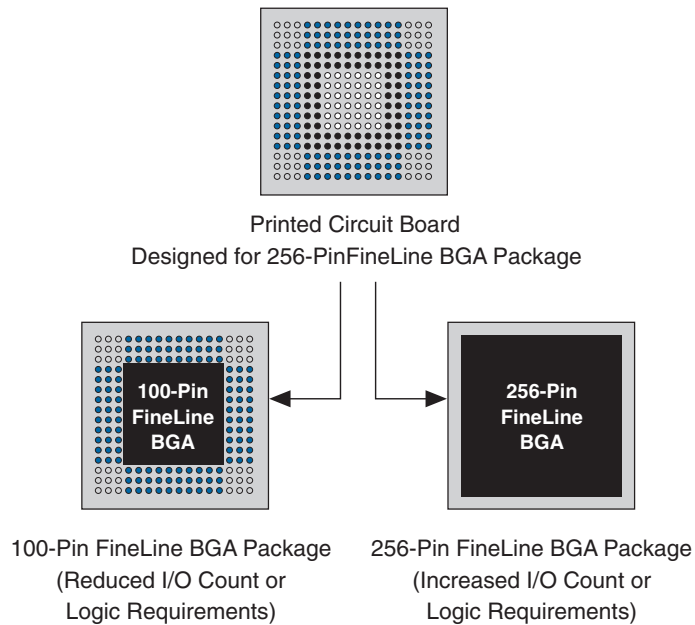 Printed Circuit Board
Designed for 256-PinFineLine BGA Package
100-Pin
FineLine
BGA
256-Pin
FineLine
BGA
100-Pin FineLine BGA Package
(Reduced I/O Count or
Logic Requirements)
256-Pin FineLine BGA Package
(Increased I/O Count or
Logic Requirements)